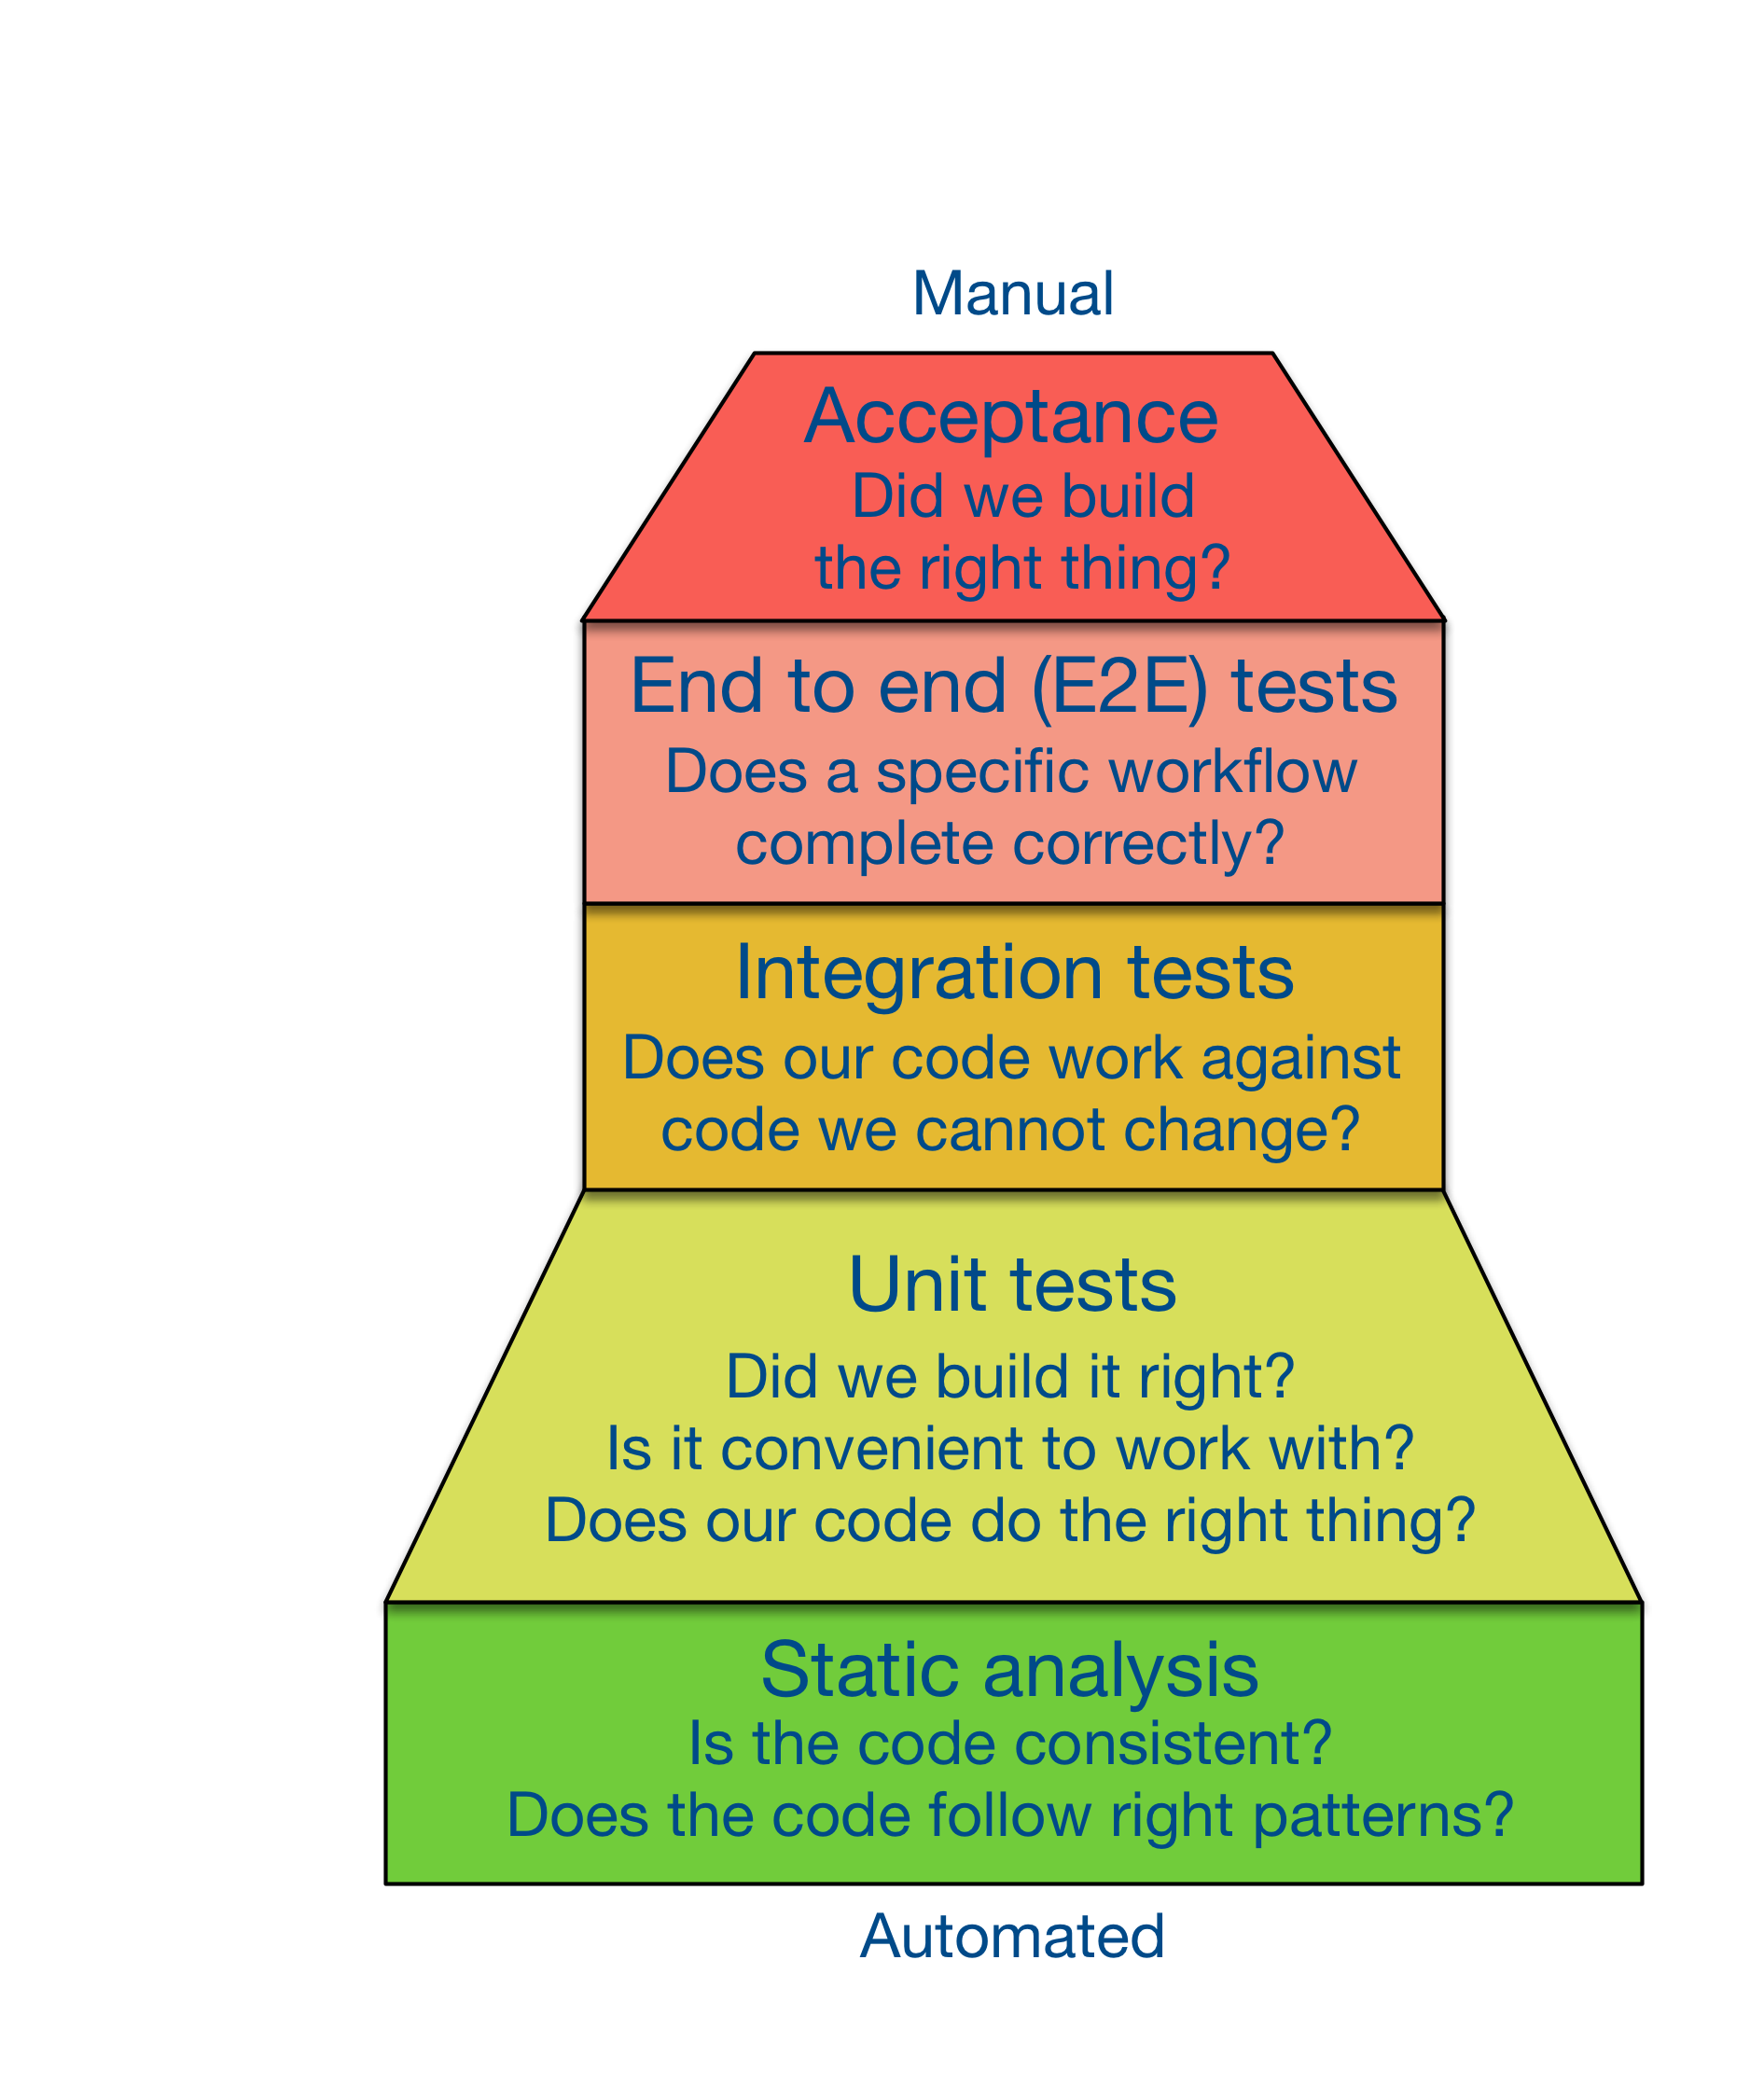 Manual
Acceptance
Did we build
the right thing?
End to end (E2E) tests
Does a specific workflow
complete correctly?
Integration tests
Does our code work against
code we cannot change?
Unit tests
Did we build it right?
Is it convenient to work with?
Does our code do the right thing?
Static analysis
Is the code consistent?
Does the code follow right patterns?
Automated